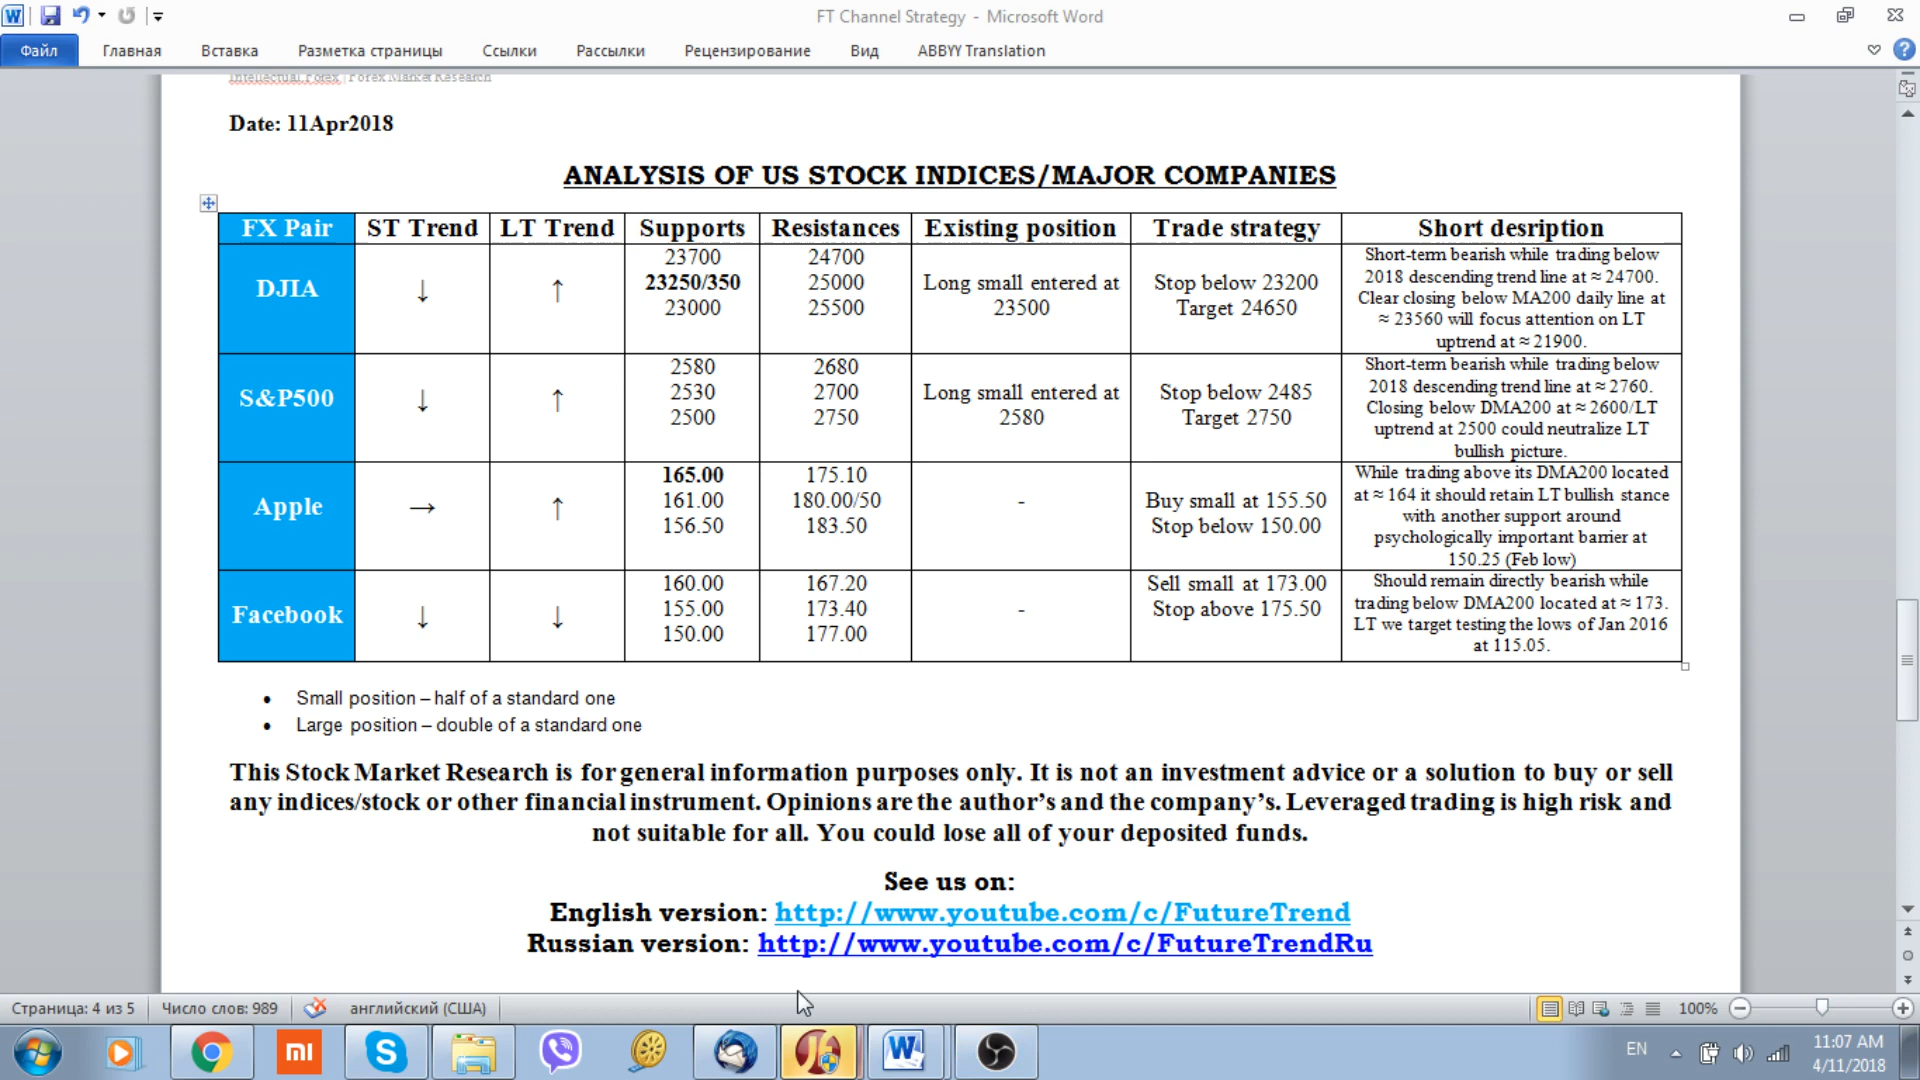 FT Channel Strategy - Microsoft Word
Файл Главная Вставка Разметка страницы Ссылки Рассылки Рецензирование Вид ABBYY Translation
Intellectual Forex | Forex Market Research
Date: 11Apr2018
ANALYSIS OF US STOCK INDICES/MAJOR COMPANIES
FX Pair ST Trend LT Trend Supports Resistances Existing position Trade strategy Short desription
DJIA
↓
↑
23700
23250/350
23000
24700
25000
25500
Long small entered at
23500
Stop below 23200
Target 24650
Short-term bearish while trading below
2018 descending trend line at ≈ 24700.
Clear closing below MA200 daily line at
≈ 23560 will focus attention on LT
uptrend at ≈ 21900.
S&P500
↓
↑
2580
2530
2500
2680
2700
2750
Long small entered at
2580
Stop below 2485
Target 2750
Short-term bearish while trading below
2018 descending trend line at ≈ 2760.
Closing below DMA200 at ≈ 2600/LT
uptrend at 2500 could neutralize LT
bullish picture.
Apple
→
↑
165.00
161.00
156.50
175.10
180.00/50
183.50
-
Buy small at 155.50
Stop below 150.00
While trading above its DMA200 located
at ≈ 164 it should retain LT bullish stance
with another support around
psychologically important barrier at
150.25 (Feb low)
Facebook
↓
↓
160.00
155.00
150.00
167.20
173.40
177.00
-
Sell small at 173.00
Stop above 175.50
Should remain directly bearish while
trading below DMA200 located at ≈ 173.
LT we target testing the lows of Jan 2016
at 115.05.
• Small position – half of a standard one
• Large position – double of a standard one
This Stock Market Research is for general information purposes only. It is not an investment advice or a solution to buy or sell
any indices/stock or other financial instrument. Opinions are the author's and the company's. Leveraged trading is high risk and
not suitable for all. You could lose all of your deposited funds.
See us on:
English version: http://www.youtube.com/c/FutureTrend
Russian version: http://www.youtube.com/c/FutureTrendRu
Страница: 4 из 5 Число слов: 989 английский (США) 100%
EN
11:07 AM
4/11/2018